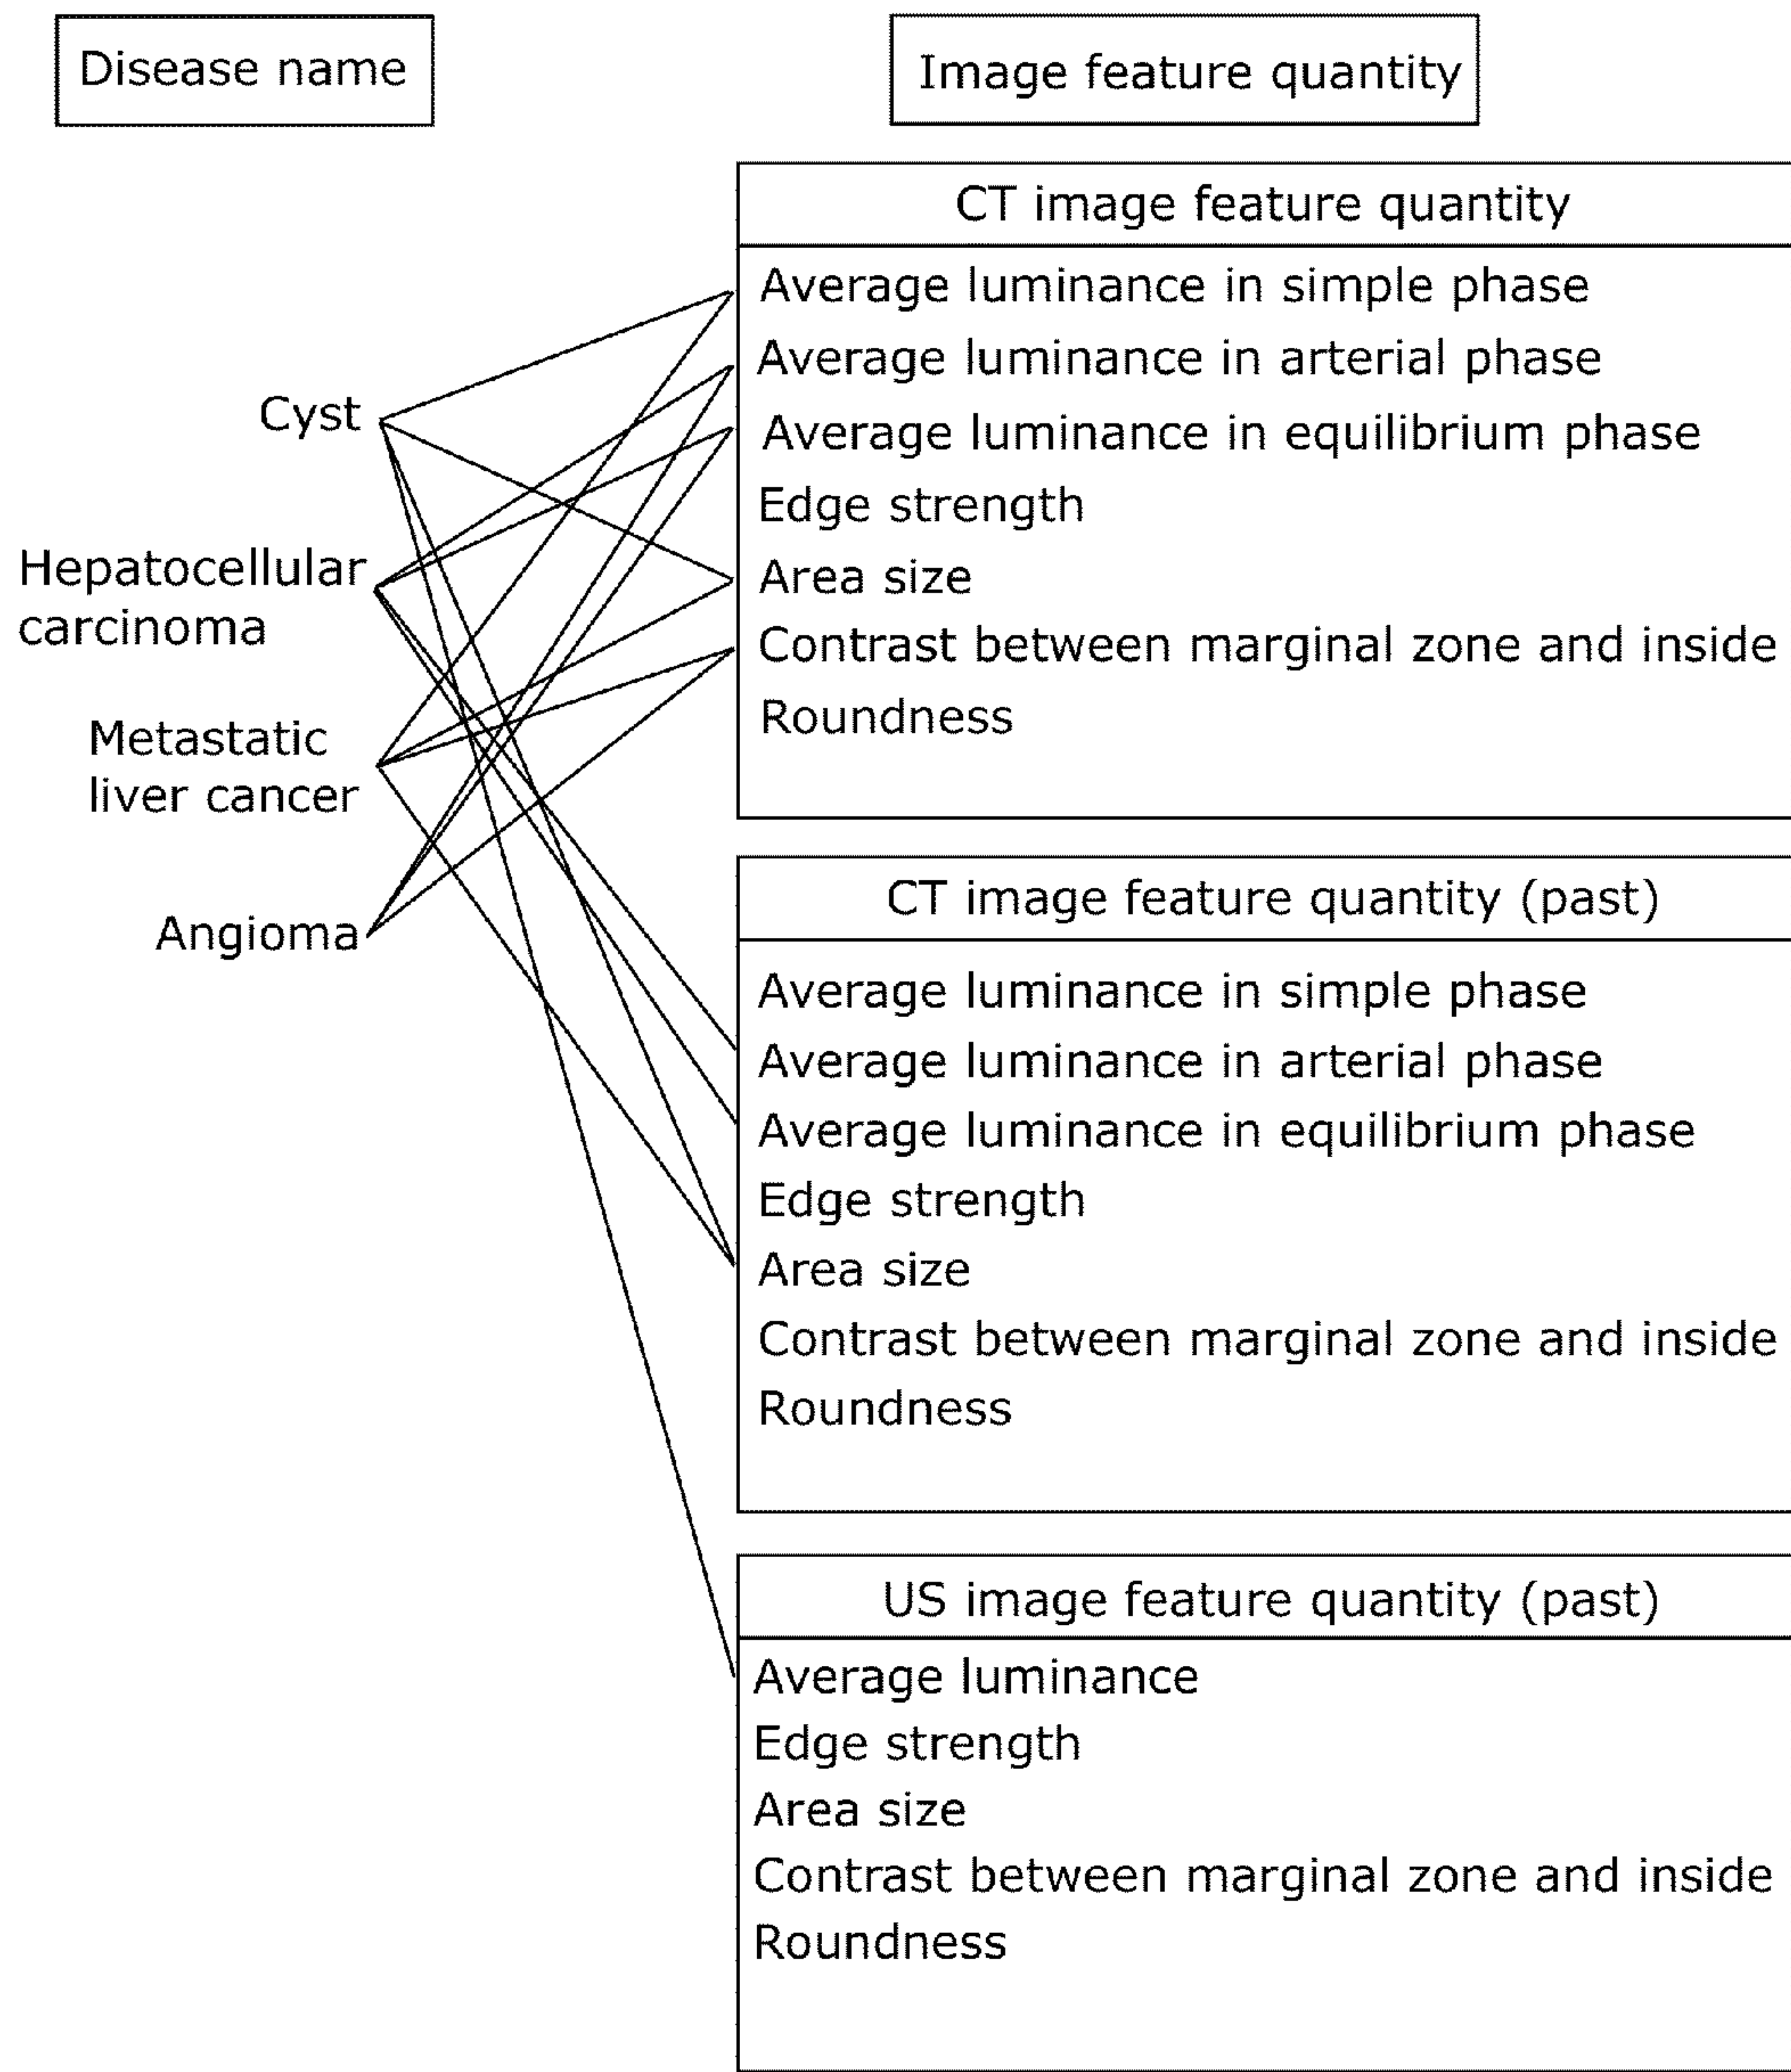 Disease name
Image feature quantity
CT image feature quantity
Average luminance in simple phase
Average luminance in arterial phase
Average luminance in equilibrium phase
Edge strength
Area size
Contrast between marginal zone and inside
Roundness
Cyst
Hepatocellular
carcinoma
Metastatic
liver cancer
Angioma
CT image feature quantity (past)
Average luminance in simple phase
Average luminance in arterial phase
Average luminance in equilibrium phase
Edge strength
Area size
Contrast between marginal zone and inside
Roundness
US image feature quantity (past)
Average luminance
Edge strength
Area size
Contrast between marginal zone and inside
Roundness